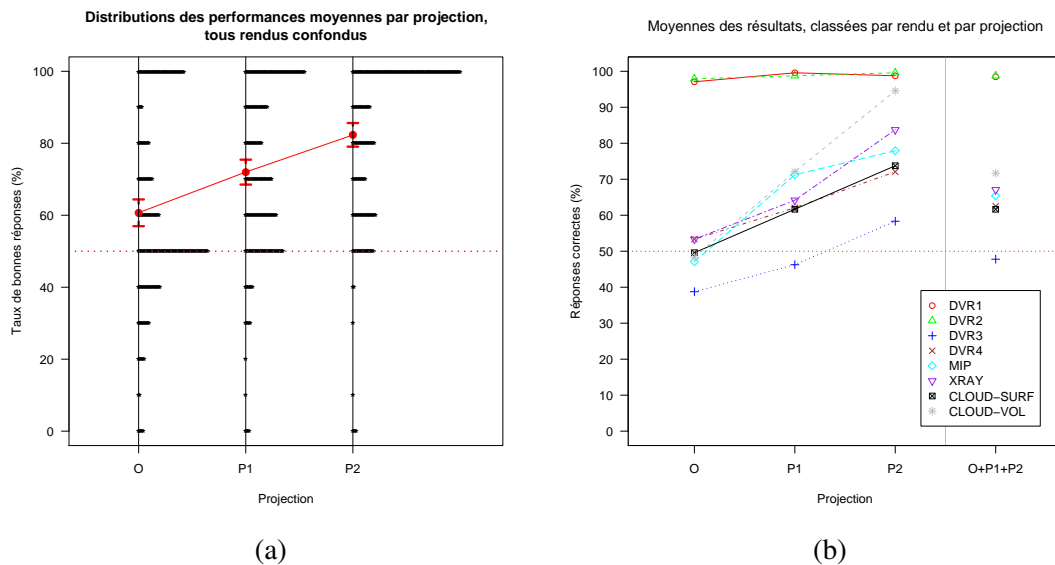 Distributions des performances moyennes par projection,
tous rendus confondus
Taux de bonnes réponses (%)
100
80
60
40
20
0
O
P1
P2
Projection
(a)
Moyennes des résultats, classées par rendu et par projection
Réponses correctes (%)
100
90
80
70
60
50
40
30
20
10
0
DVR1
DVR2
DVR3
DVR4
MIP
XRAY
CLOUD−SURF
CLOUD−VOL
O
P1
P2
O+P1+P2
Projection
(b)